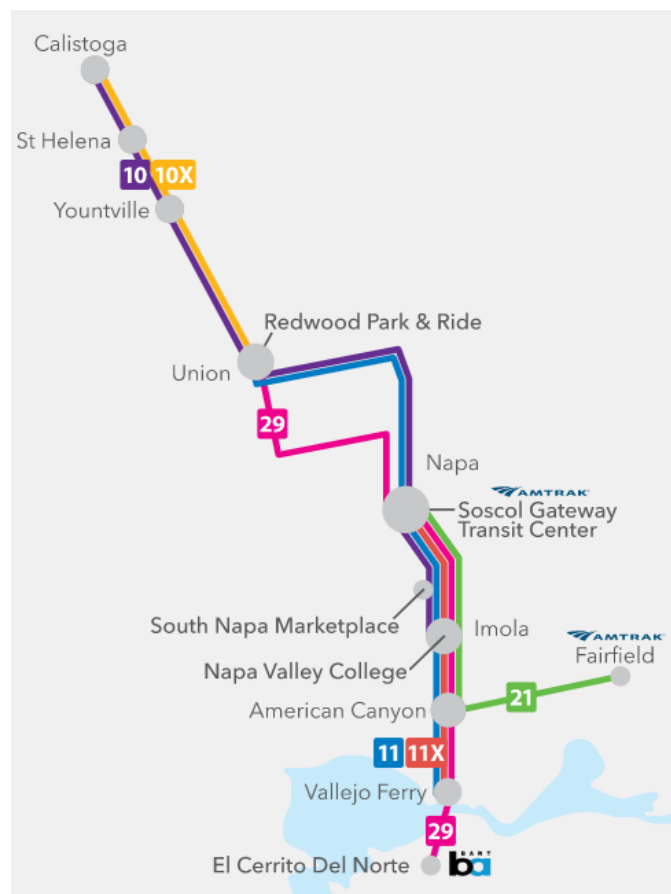 Calistoga
St Helena
10 10X
Yountville
Redwood Park & Ride
Union
29
Napa
AMTRAK
Soscol Gateway
Transit Center
South Napa Marketplace
Imola
AMTRAK
Napa Valley College
Fairfield
21
American Canyon
11 11X
Vallejo Ferry
29
El Cerrito Del Norte
BART
ba